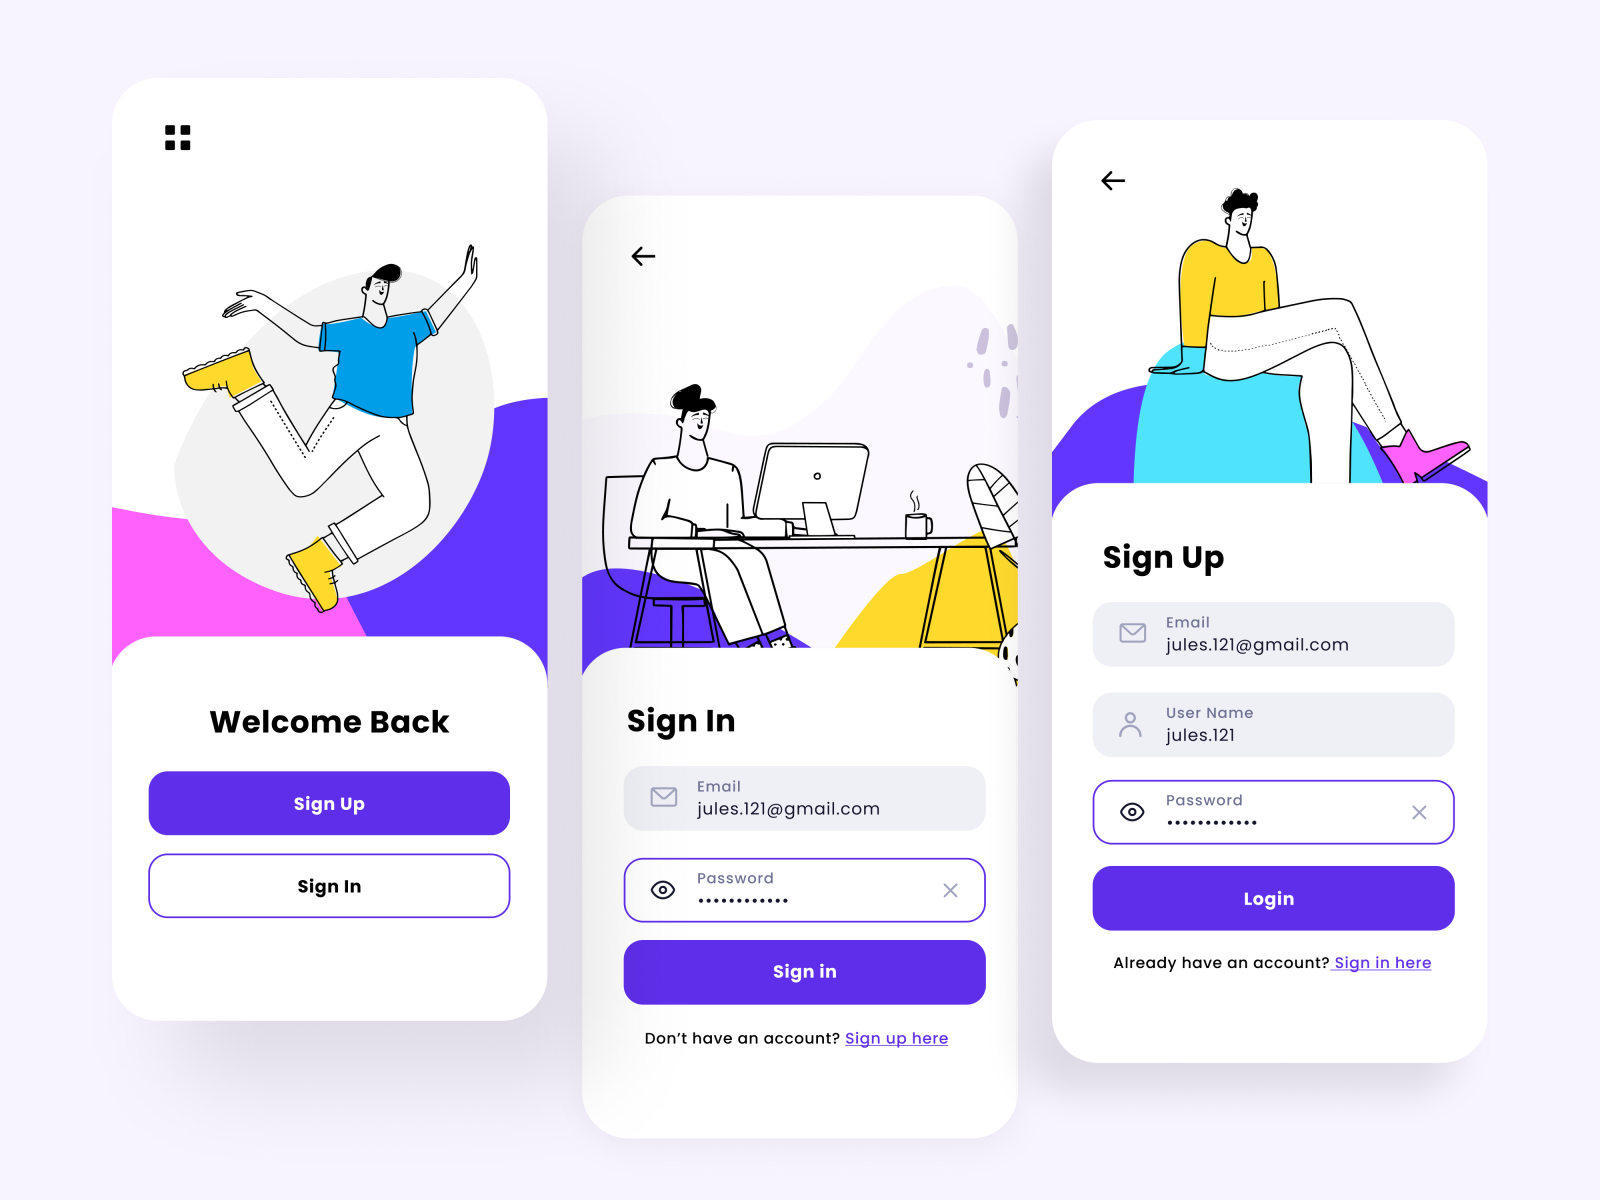 Welcome Back
Sign Up
Sign In
Sign In
Email
jules.121@gmail.com
Password
••••••••••••
Sign in
Don’t have an account? Sign up here
Sign Up
Email
jules.121@gmail.com
User Name
jules.121
Password
••••••••••••
Login
Already have an account? Sign in here